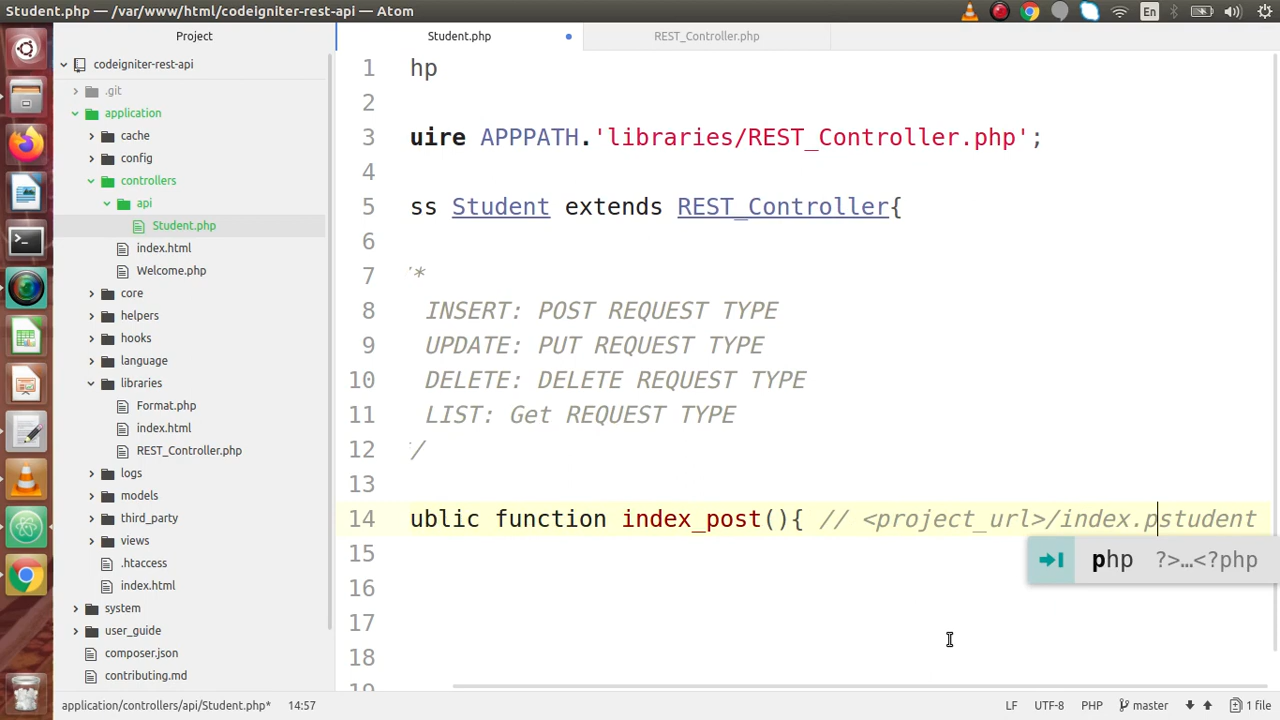 Student.php — /var/www/html/codeigniter-rest-api — Atom
En
Project
Student.php
REST_Controller.php
codeigniter-rest-api
.git
application
cache
config
controllers
api
Student.php
index.html
Welcome.php
core
helpers
hooks
language
libraries
Format.php
index.html
REST_Controller.php
logs
models
third_party
views
.htaccess
index.html
system
user_guide
composer.json
contributing.md
1 hp
2
3 uire APPPATH.'libraries/REST_Controller.php';
4
5 ss Student extends REST_Controller{
6
7 *
8 INSERT: POST REQUEST TYPE
9 UPDATE: PUT REQUEST TYPE
10 DELETE: DELETE REQUEST TYPE
11 LIST: Get REQUEST TYPE
12 /
13
14 ublic function index_post(){ // <project_url>/index.pstudent
15
php ?>…<?php
16
17
18
19
application/controllers/api/Student.php* 14:57 LF UTF-8 PHP master 1 file